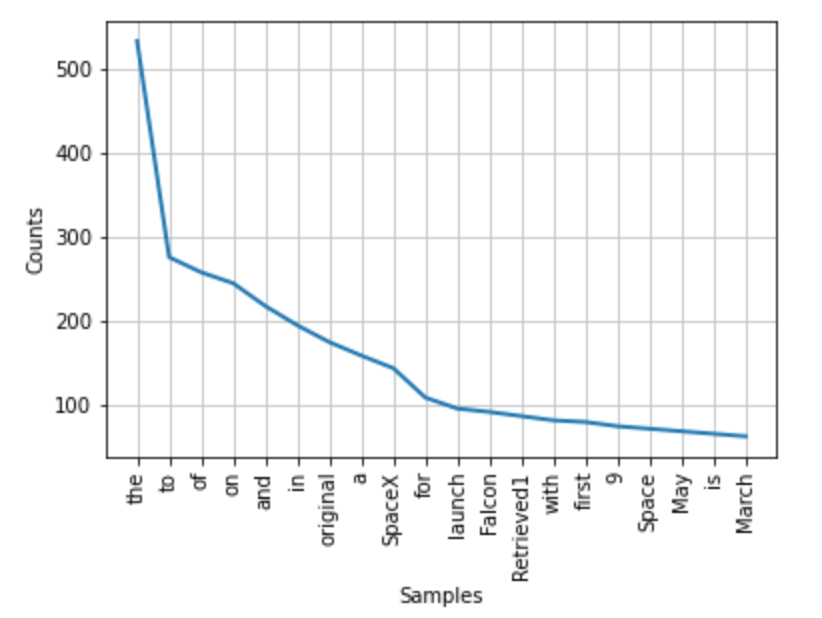 500
400
300
200
100
Counts
the
to
of
on
and
in
original
a
SpaceX
for
launch
Falcon
Retrieved1
with
first
9
Space
May
is
March
Samples